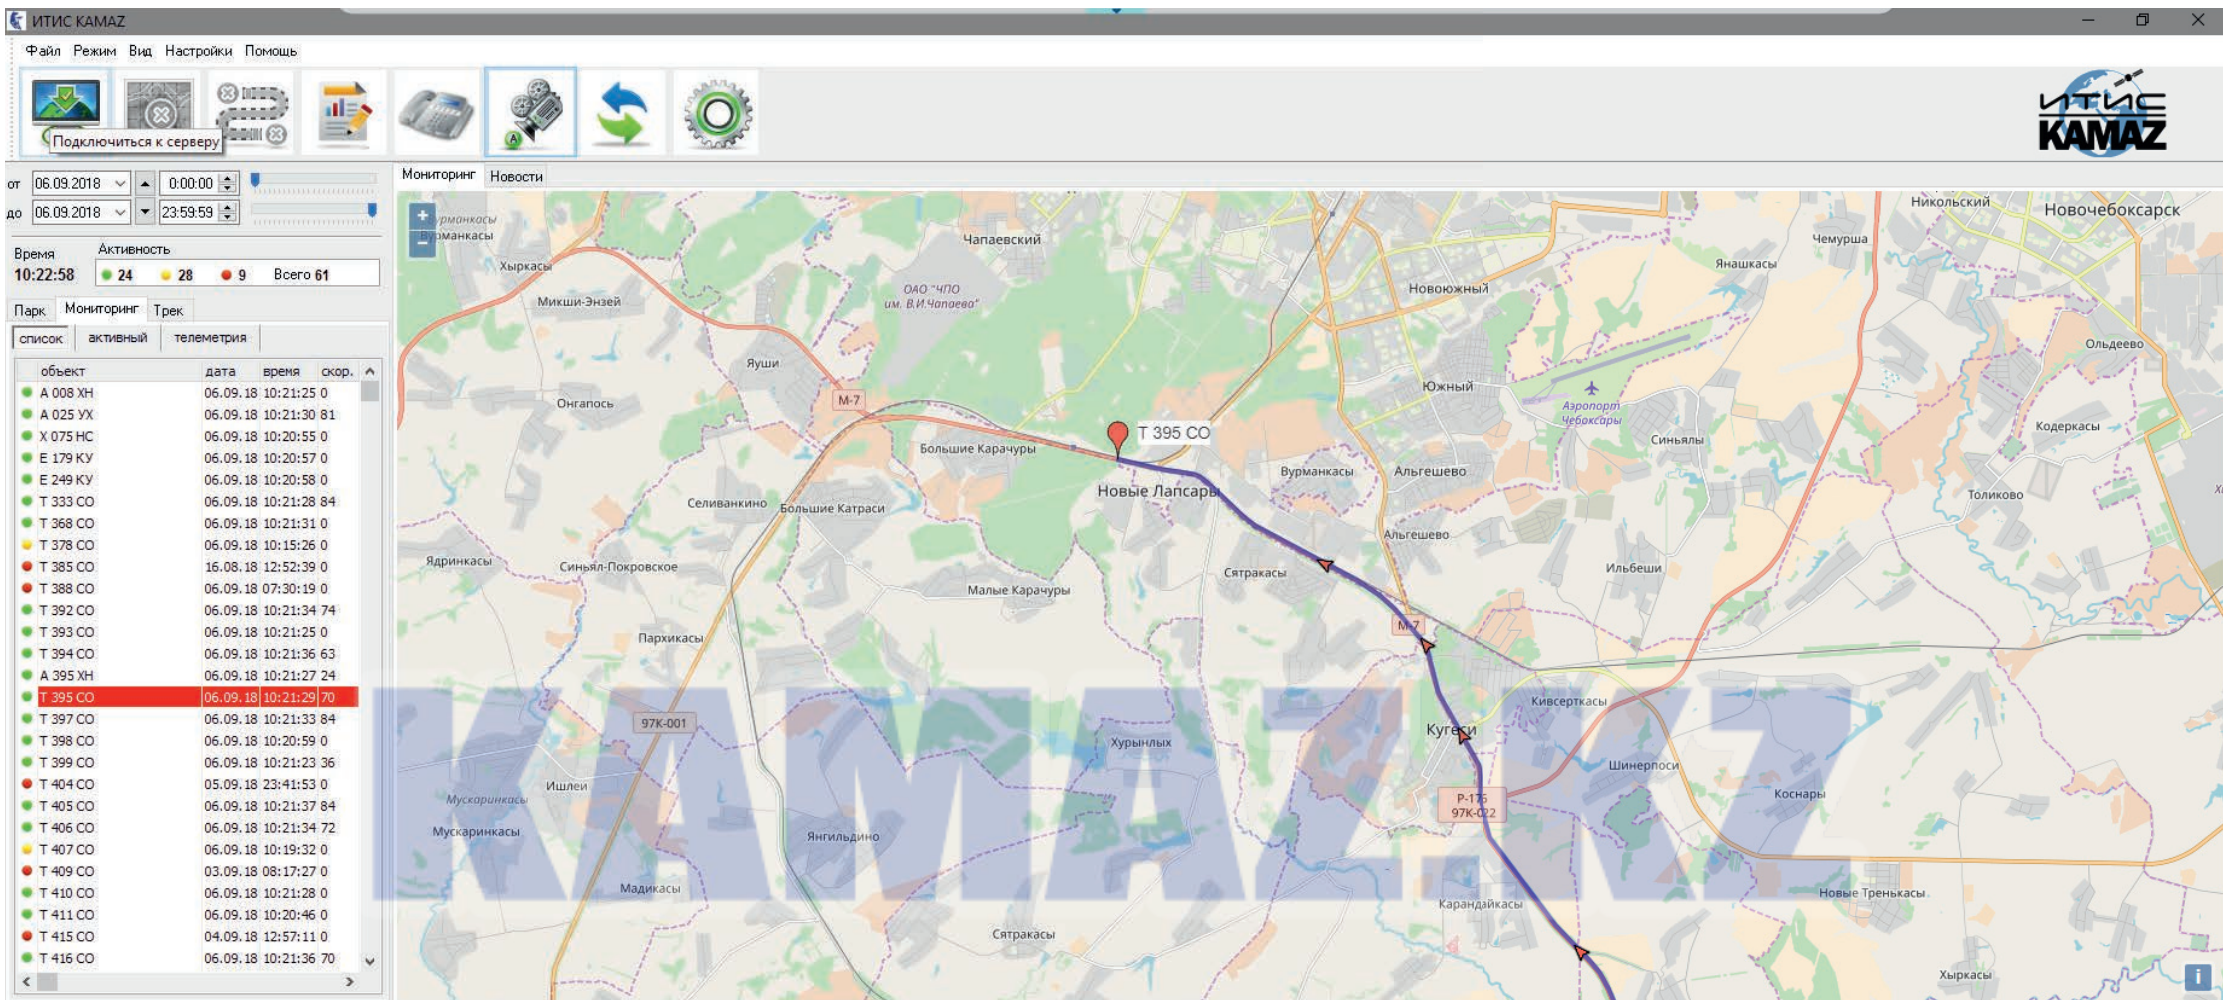 ИТИС KAMAZ
Файл Режим Вид Настройки Помощь
Подключиться к серверу
ИТИС
KAMAZ
от 06.09.2018 0:00:00
до 06.09.2018 23:59:59
Время Активность
10:22:58 24 28 9 Всего 61
Парк Мониторинг Трек
список активный телеметрия
объект дата время скор.
А 008 ХН 06.09.18 10:21:25 0
А 025 УХ 06.09.18 10:21:30 81
Х 075 НС 06.09.18 10:20:55 0
Е 179 КУ 06.09.18 10:20:57 0
Е 249 КУ 06.09.18 10:20:58 0
Т 333 СО 06.09.18 10:21:28 84
Т 368 СО 06.09.18 10:21:31 0
Т 378 СО 06.09.18 10:15:26 0
Т 385 СО 16.08.18 12:52:39 0
Т 388 СО 06.09.18 07:30:19 0
Т 392 СО 06.09.18 10:21:34 74
Т 393 СО 06.09.18 10:21:25 0
Т 394 СО 06.09.18 10:21:36 63
А 395 ХН 06.09.18 10:21:27 24
Т 395 СО 06.09.18 10:21:29 70
Т 397 СО 06.09.18 10:21:33 84
Т 398 СО 06.09.18 10:20:59 0
Т 399 СО 06.09.18 10:21:23 36
Т 404 СО 05.09.18 23:41:53 0
Т 405 СО 06.09.18 10:21:37 84
Т 406 СО 06.09.18 10:21:34 72
Т 407 СО 06.09.18 10:19:32 0
Т 409 СО 03.09.18 08:17:27 0
Т 410 СО 06.09.18 10:21:28 0
Т 411 СО 06.09.18 10:20:46 0
Т 415 СО 04.09.18 12:57:11 0
Т 416 СО 06.09.18 10:21:36 70
Мониторинг Новости
Никольский
Новочебоксарск
Чапаевский
Чемурша
Хыркасы
Янашкасы
ОАО "ЧПО
им. В.И.Чапаева"
Микши-Энзей
Новоюжный
Ольдеево
Яуши
Южный
М-7
Онгапось
Аэропорт
Чебоксары
Т 395 СО
Синьялы
Кодеркасы
Большие Карачуры
Вурманкасы
Альгешево
Новые Лапсары
Толиково
Селиванкино
Большие Катраси
Альгешево
Ядринкасы
Синьял-Покровское
Сятракасы
Ильбеши
Малые Карачуры
М-7
Пархикасы
Кивсерткасы
97К-001
Кугеси
Хурынлых
Шинерпоси
Ишлеи
Мускаринкасы
Р-176
97К-022
Коснары
Мускаринкасы
Янгильдино
Мадикасы
Новые Тренькасы
Карандайкасы
Сятракасы
Хыркасы
KAMAZ.KZ